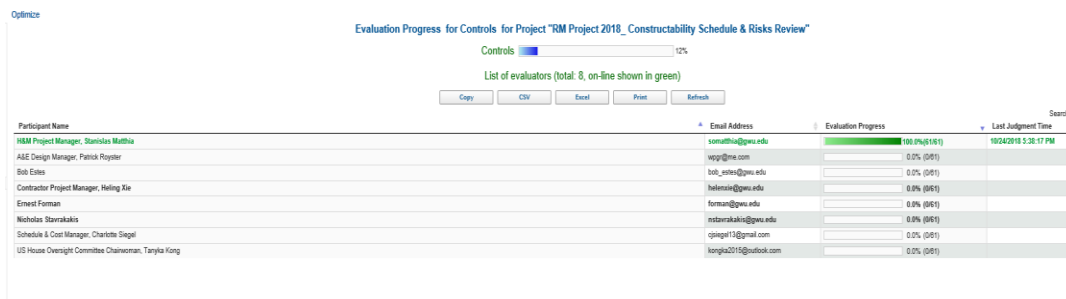 Optimize
Evaluation Progress for Controls for Project "RM Project 2018_ Constructability Schedule & Risks Review"
Controls 12%
List of evaluators (total: 8, on-line shown in green)
Copy CSV Excel Print Refresh
Search
Participant Name Email Address Evaluation Progress Last Judgment Time
H&M Project Manager, Stanislas Matthia somatthia@gwu.edu 100.0%(61/61) 10/24/2018 5:38:17 PM
A&E Design Manager, Patrick Royster wpgr@me.com 0.0% (0/61)
Bob Estes bob_estes@gwu.edu 0.0% (0/61)
Contractor Project Manager, Heling Xie helenxie@gwu.edu 0.0% (0/61)
Ernest Forman forman@gwu.edu 0.0% (0/61)
Nicholas Stavrakakis nstavrakakis@gwu.edu 0.0% (0/61)
Schedule & Cost Manager, Charlotte Siegel cjsiegel13@gmail.com 0.0% (0/61)
US House Oversight Committee Chairwoman, Tanyka Kong kongka2015@outlook.com 0.0% (0/61)